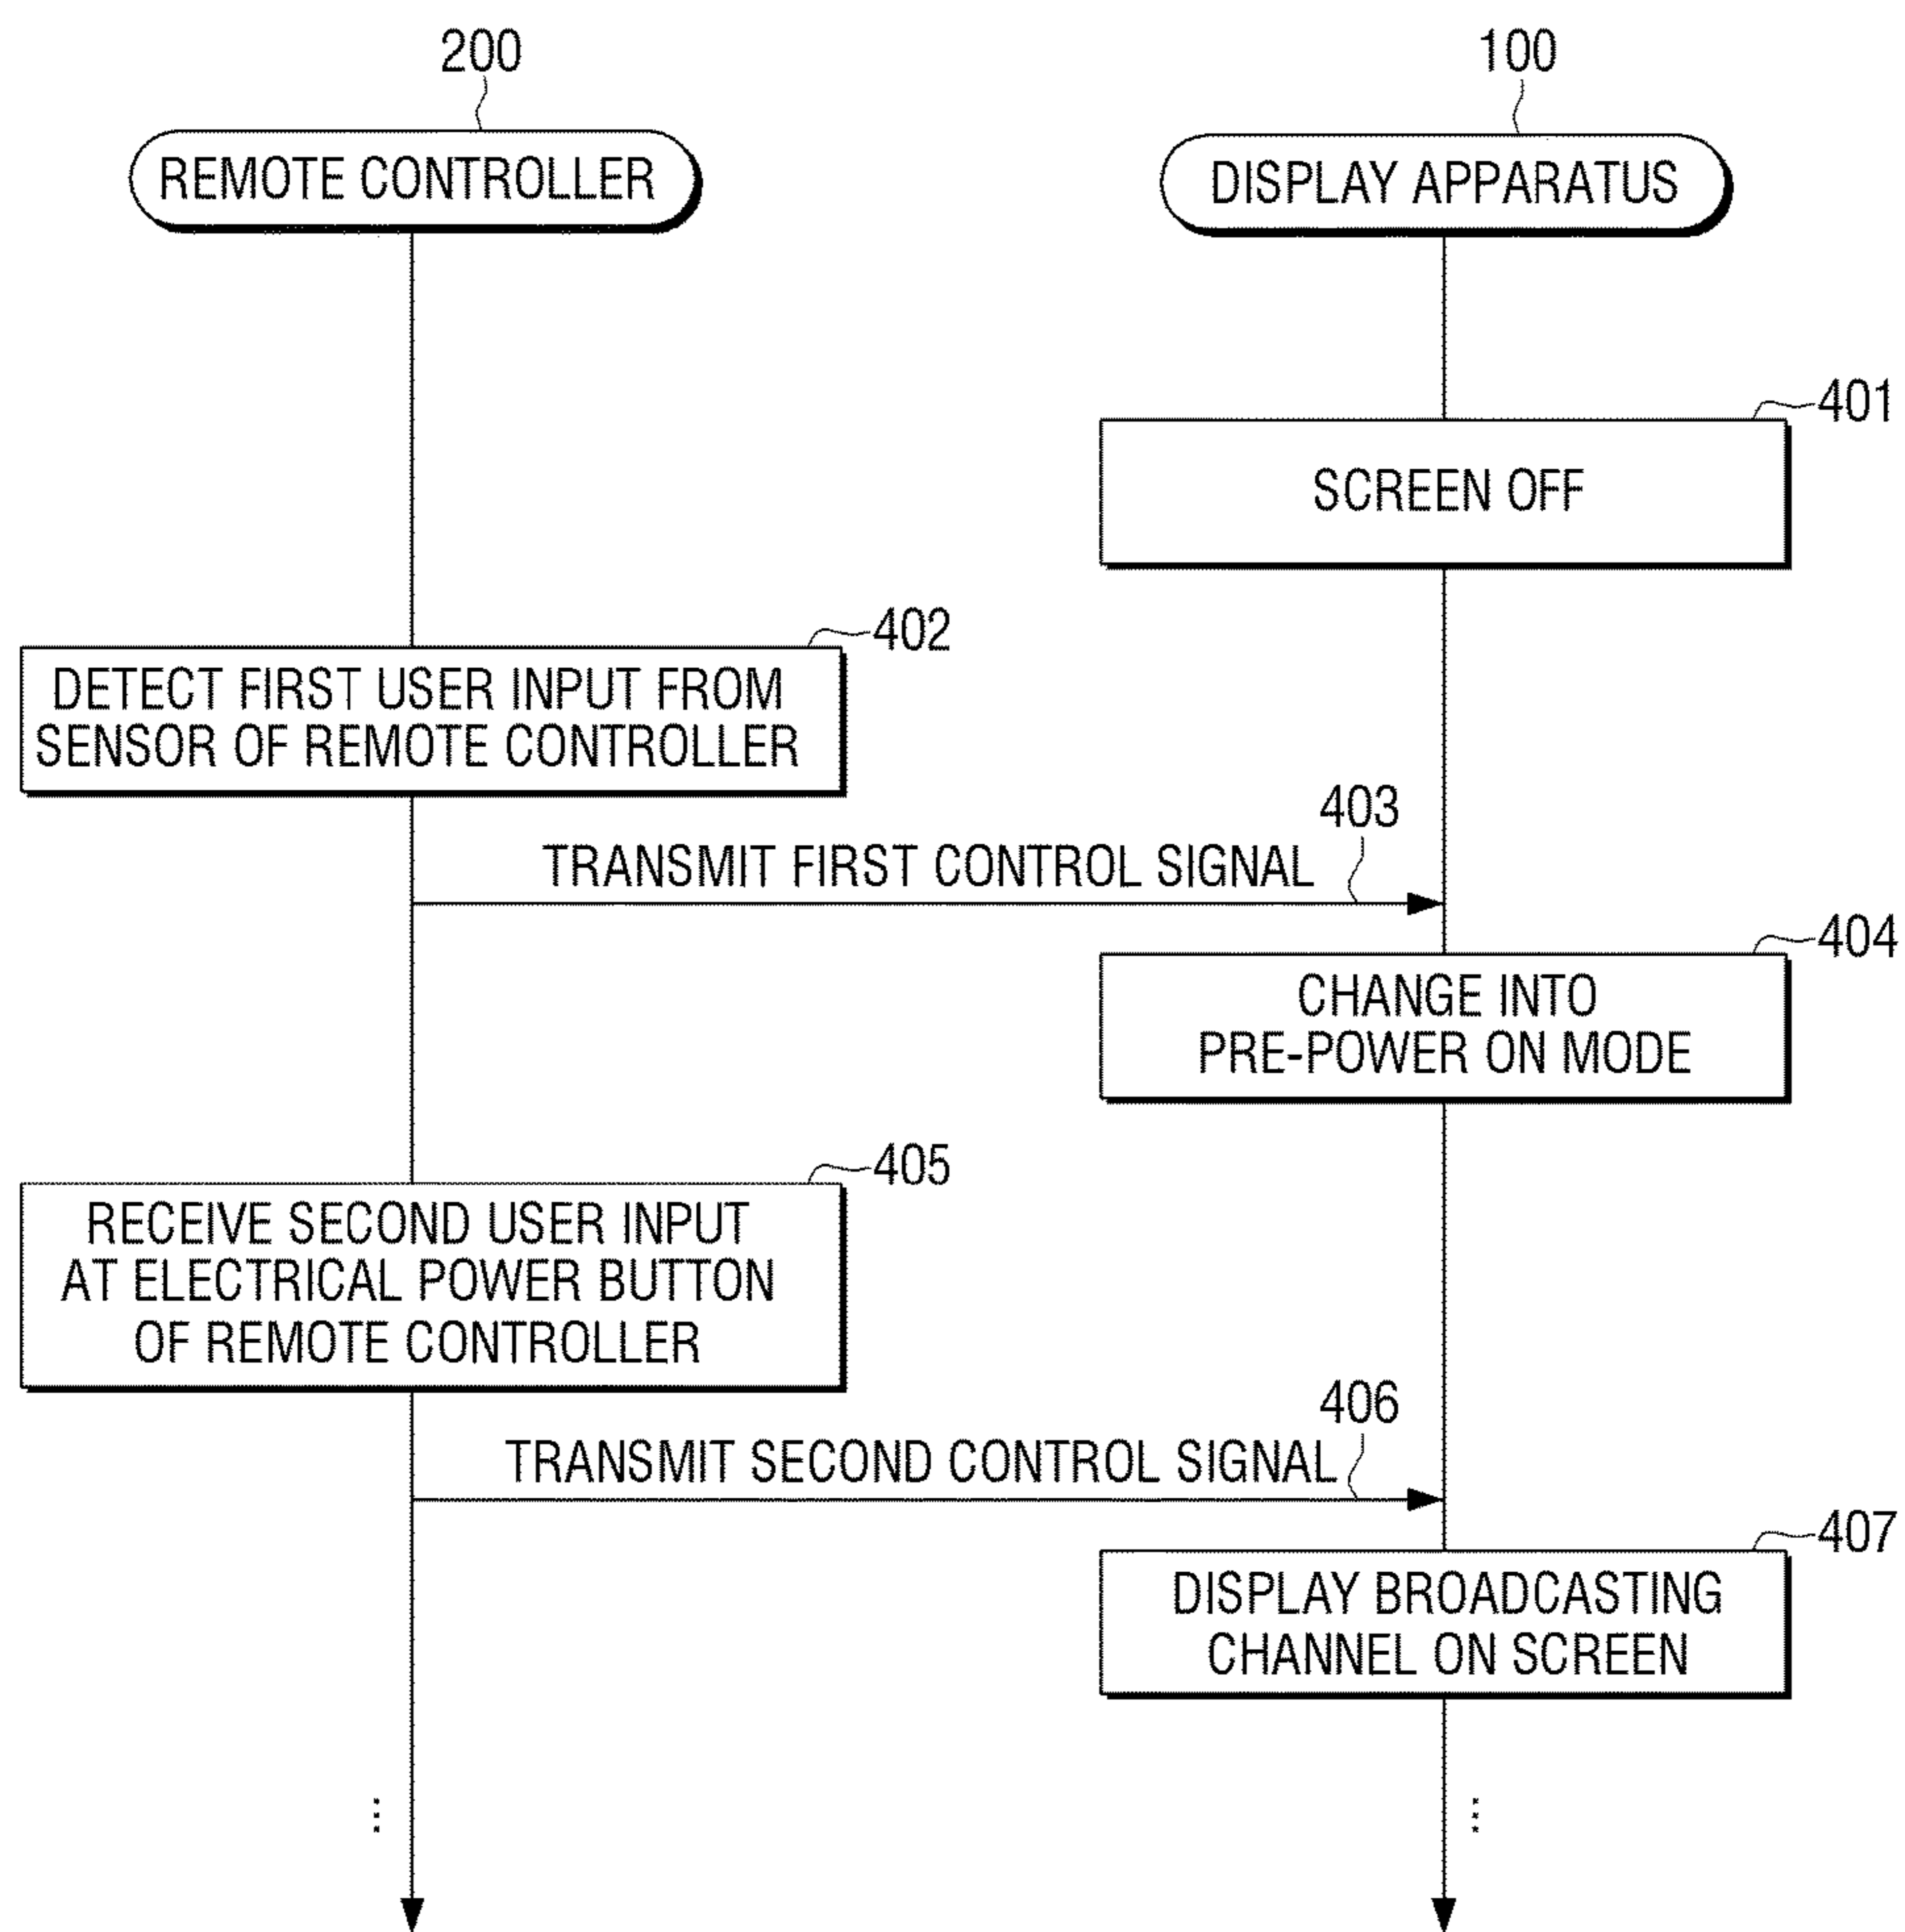 200
100
REMOTE CONTROLLER
DISPLAY APPARATUS
401
SCREEN OFF
402
DETECT FIRST USER INPUT FROM
SENSOR OF REMOTE CONTROLLER
403
TRANSMIT FIRST CONTROL SIGNAL
404
CHANGE INTO
PRE-POWER ON MODE
405
RECEIVE SECOND USER INPUT
AT ELECTRICAL POWER BUTTON
OF REMOTE CONTROLLER
406
TRANSMIT SECOND CONTROL SIGNAL
407
DISPLAY BROADCASTING
CHANNEL ON SCREEN